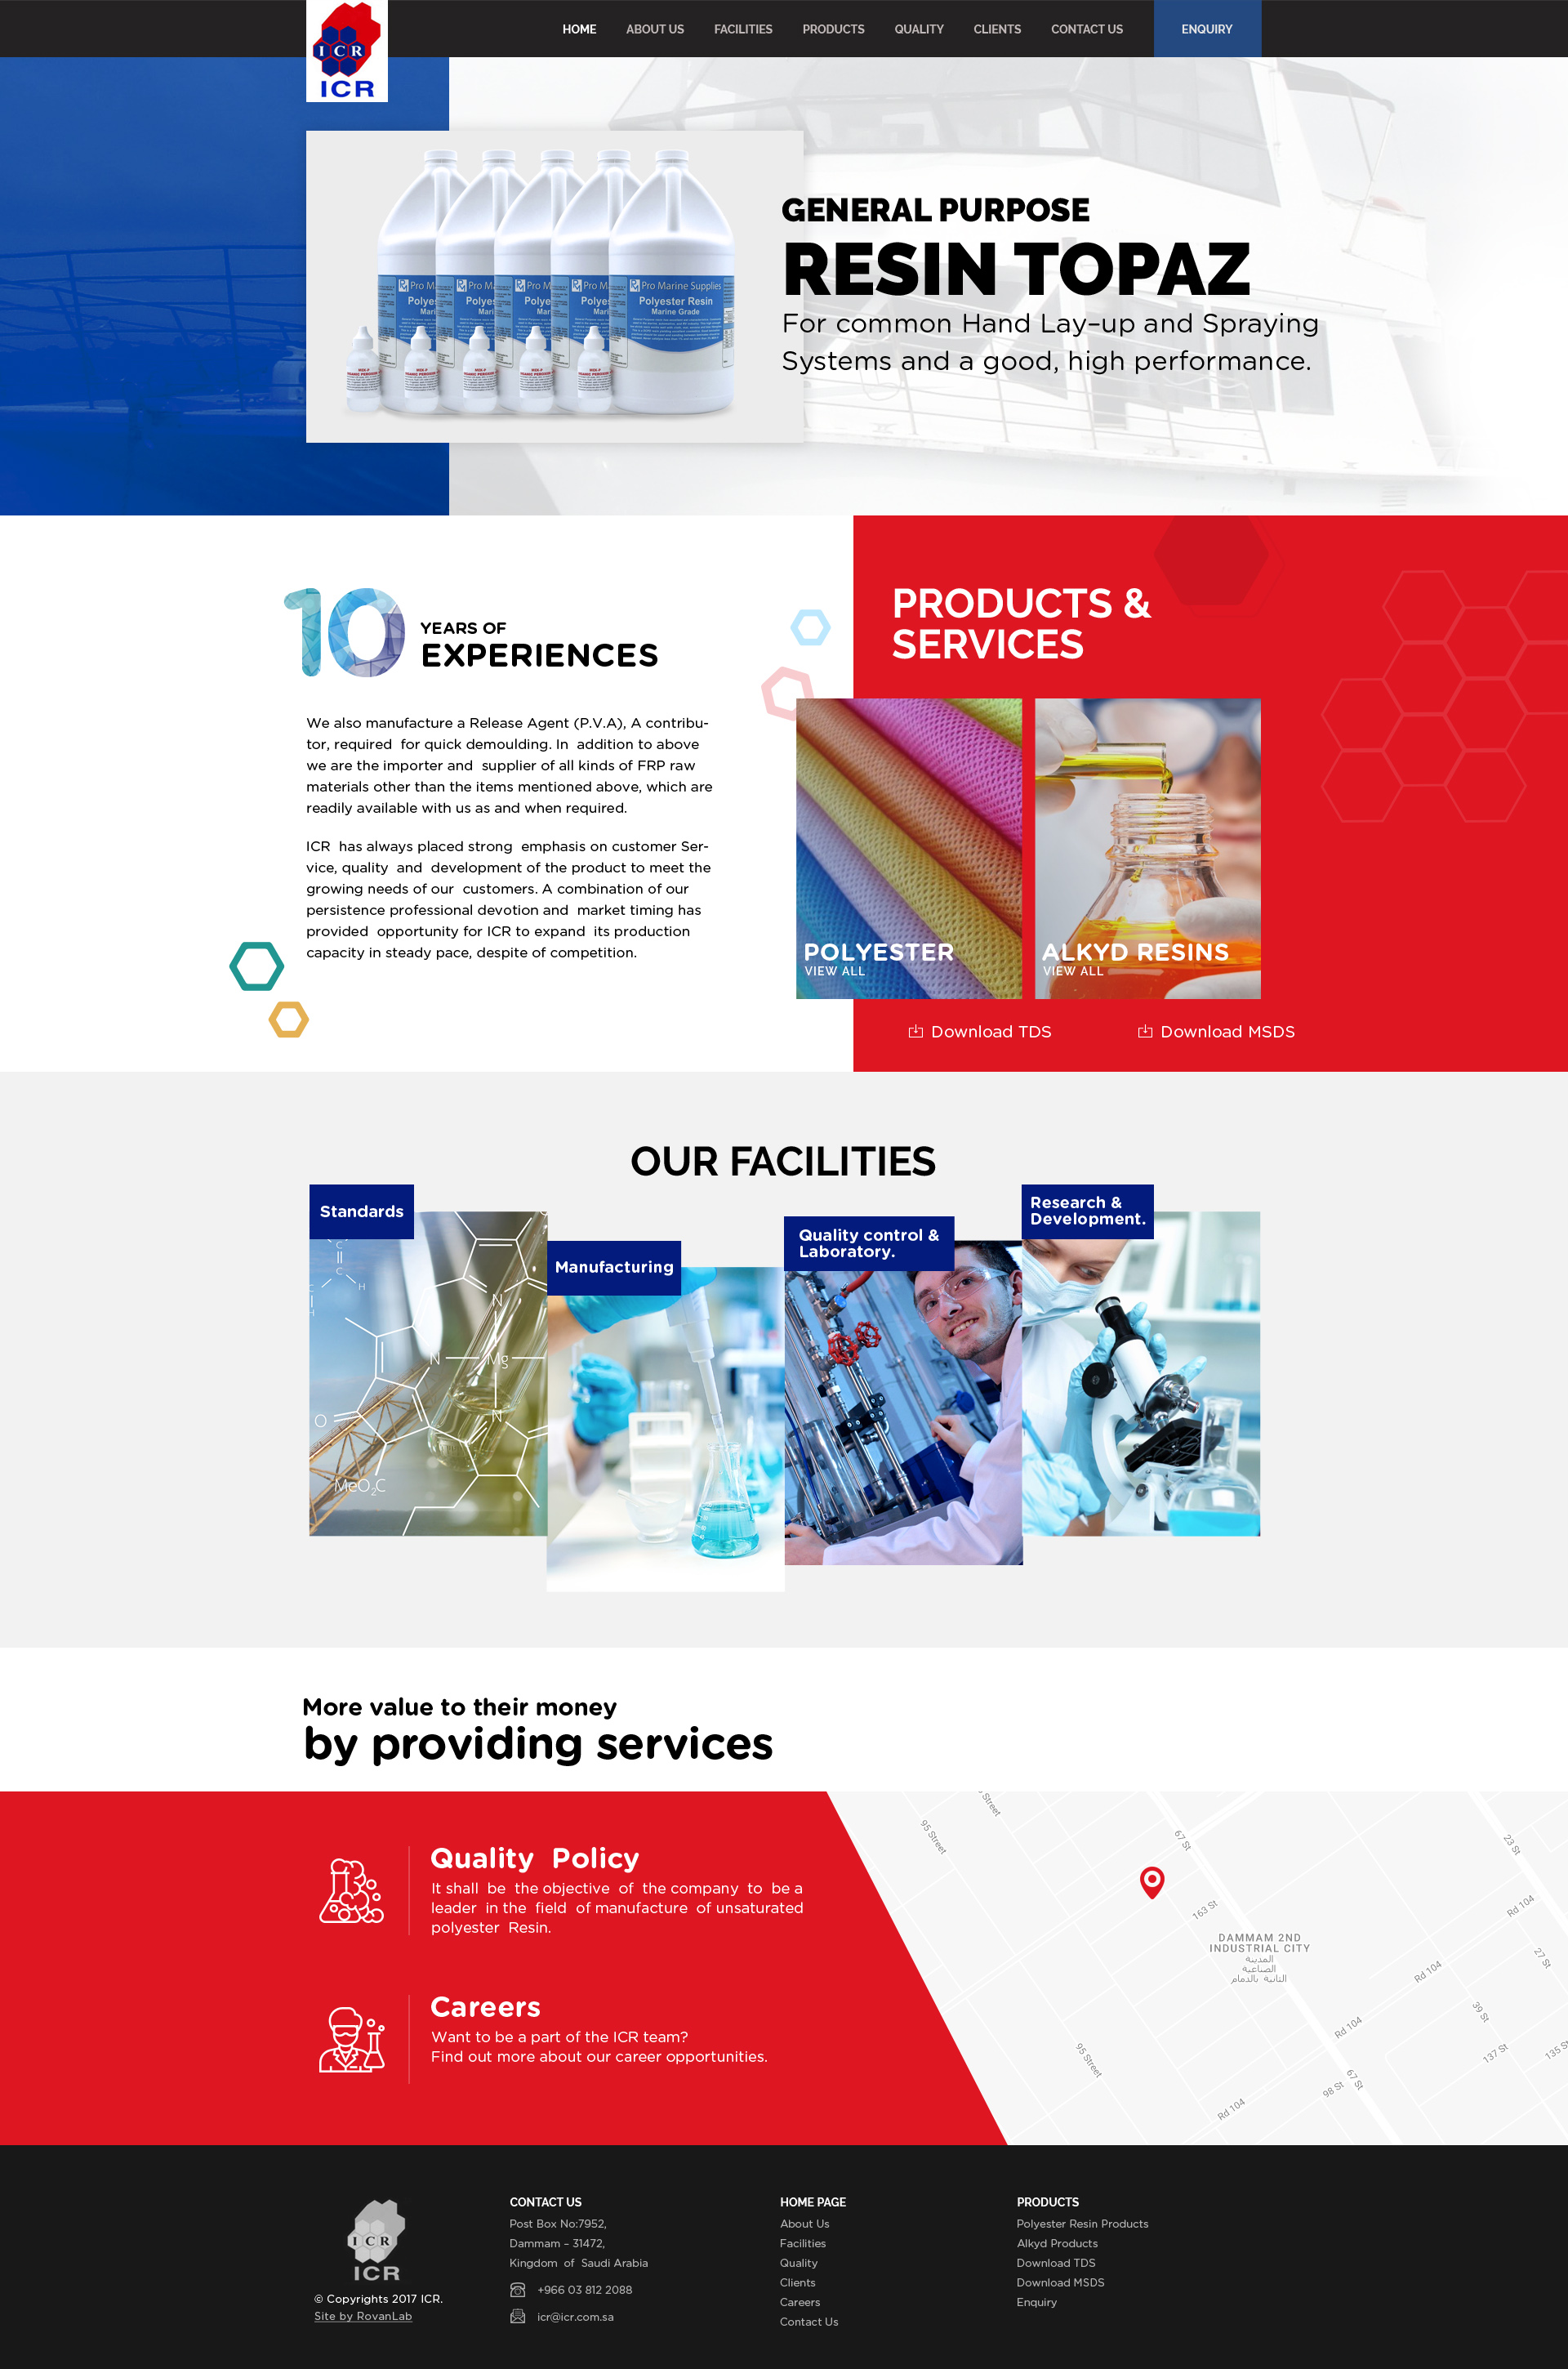 ICR
ICR
HOME
ABOUT US
FACILITIES
PRODUCTS
QUALITY
CLIENTS
CONTACT US
ENQUIRY
Pro Marine Supplies
Polyester Resin
Marine Grade
GENERAL PURPOSE
RESIN TOPAZ
For common Hand Lay-up and Spraying
Systems and a good, high performance.
10
YEARS OF
EXPERIENCES
We also manufacture a Release Agent (P.V.A), A contribu-
tor, required for quick demoulding. In addition to above
we are the importer and supplier of all kinds of FRP raw
materials other than the items mentioned above, which are
readily available with us as and when required.
ICR has always placed strong emphasis on customer Ser-
vice, quality and development of the product to meet the
growing needs of our customers. A combination of our
persistence professional devotion and market timing has
provided opportunity for ICR to expand its production
capacity in steady pace, despite of competition.
PRODUCTS &
SERVICES
POLYESTER
VIEW ALL
ALKYD RESINS
VIEW ALL
Download TDS
Download MSDS
OUR FACILITIES
Standards
C
C
H
H
N
N
Mg
N
O
MeO2C
Manufacturing
Quality control &
Laboratory.
Research &
Development.
More value to their money
by providing services
Quality Policy
It shall be the objective of the company to be a
leader in the field of manufacture of unsaturated
polyester Resin.
Careers
Want to be a part of the ICR team?
Find out more about our career opportunities.
Street
95 Street
67 St
23 St
163 St
Rd 104
DAMMAM 2ND
INDUSTRIAL CITY
المدينة
الصناعية
الثانية بالدمام
27 St
Rd 104
39 St
Rd 104
95 Street
137 St
135 S
67 St
98 St
Rd 104
ICR
ICR
© Copyrights 2017 ICR.
Site by RovanLab
CONTACT US
Post Box No:7952,
Dammam – 31472,
Kingdom of Saudi Arabia
+966 03 812 2088
icr@icr.com.sa
HOME PAGE
About Us
Facilities
Quality
Clients
Careers
Contact Us
PRODUCTS
Polyester Resin Products
Alkyd Products
Download TDS
Download MSDS
Enquiry